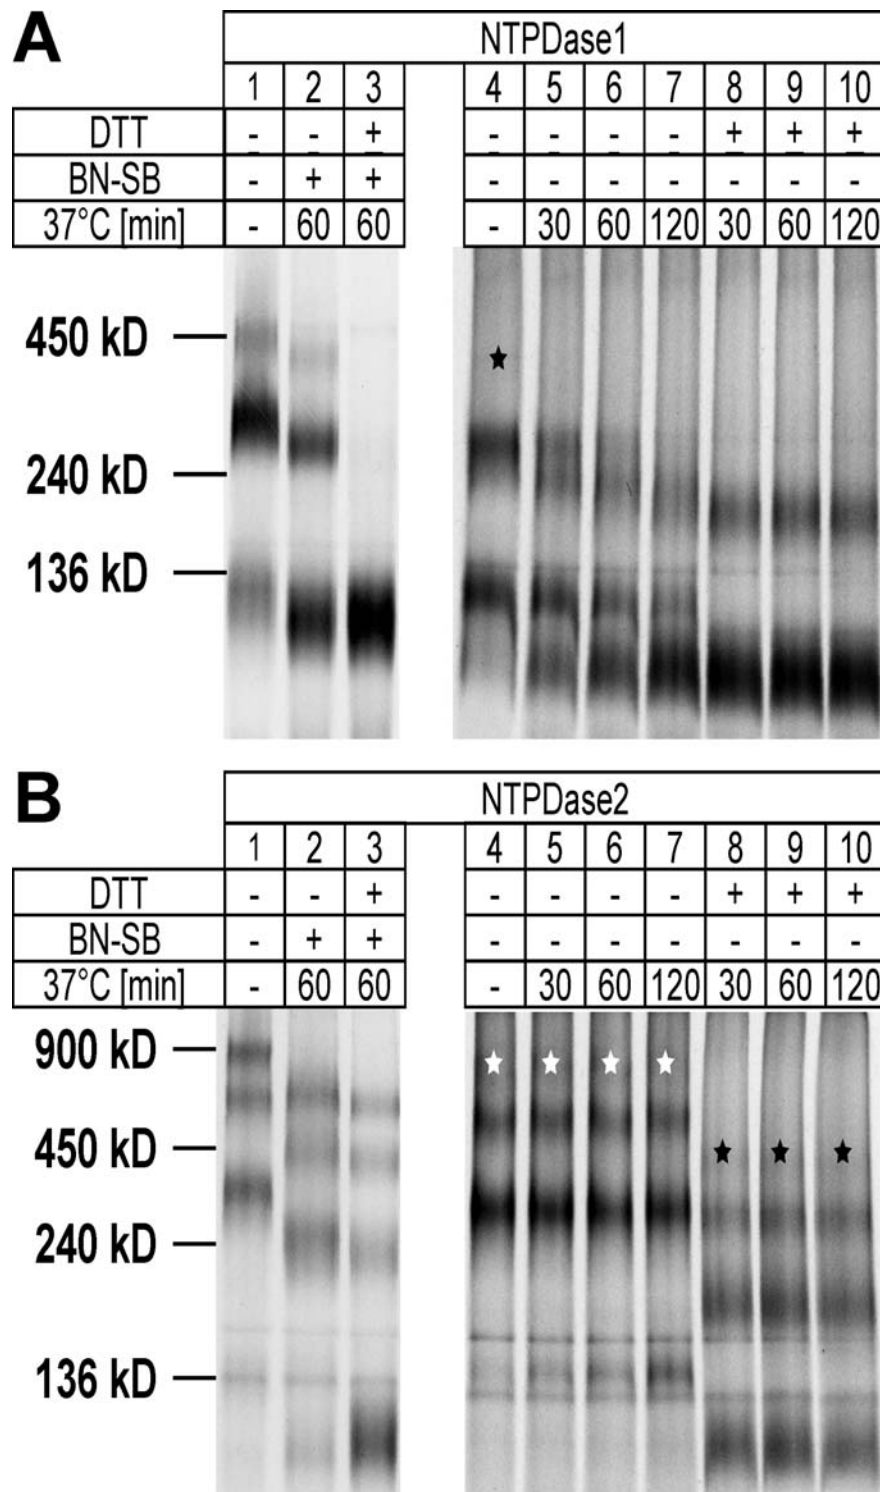 A
NTPDase1
1 2 3 4 5 6 7 8 9 10
DTT - - + - - - - + + +
BN-SB - + + - - - - - - -
37°C [min] - 60 60 - 30 60 120 30 60 120
450 kD
240 kD
136 kD
B
NTPDase2
1 2 3 4 5 6 7 8 9 10
DTT - - + - - - - + + +
BN-SB - + + - - - - - - -
37°C [min] - 60 60 - 30 60 120 30 60 120
900 kD
450 kD
240 kD
136 kD